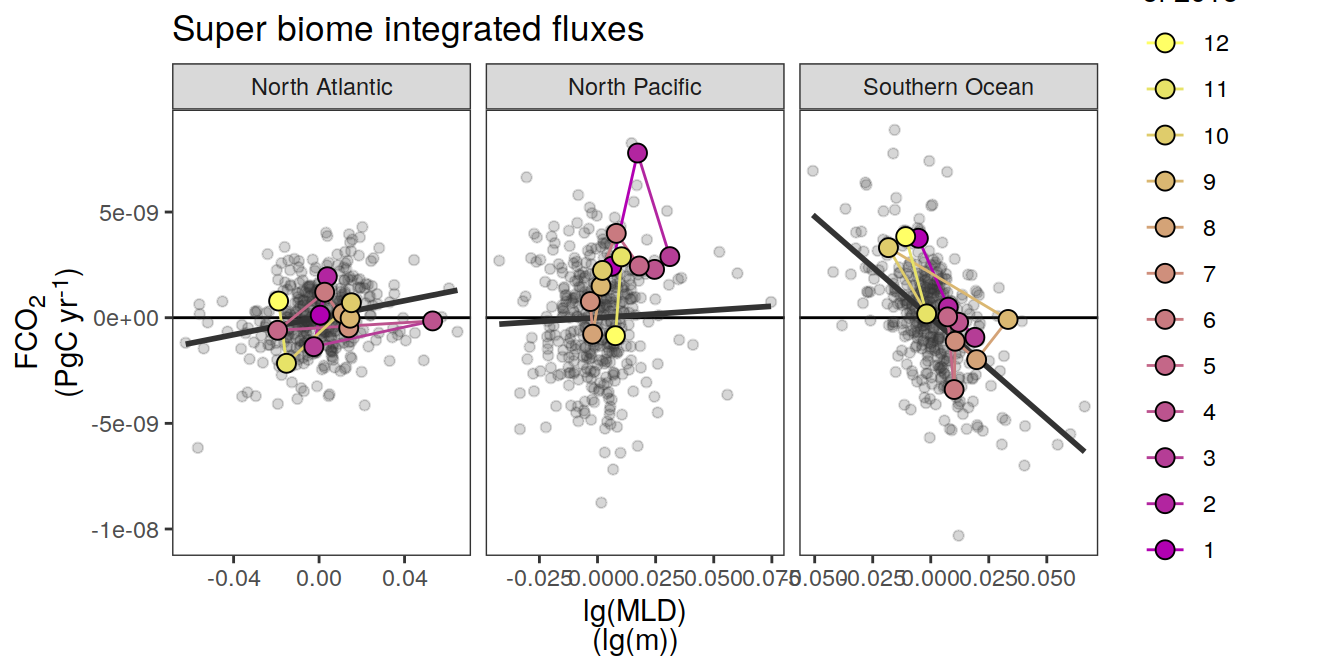 Super biome integrated fluxes
North Atlantic
North Pacific
Southern Ocean
FCO2
(PgC yr−1)
5e-09
0e+00
-5e-09
-1e-08
-0.04 0.00 0.04
-0.025 0.000 0.025 0.050 0.075
-0.050 -0.025 0.000 0.025 0.050
lg(MLD)
(lg(m))
12
11
10
9
8
7
6
5
4
3
2
1